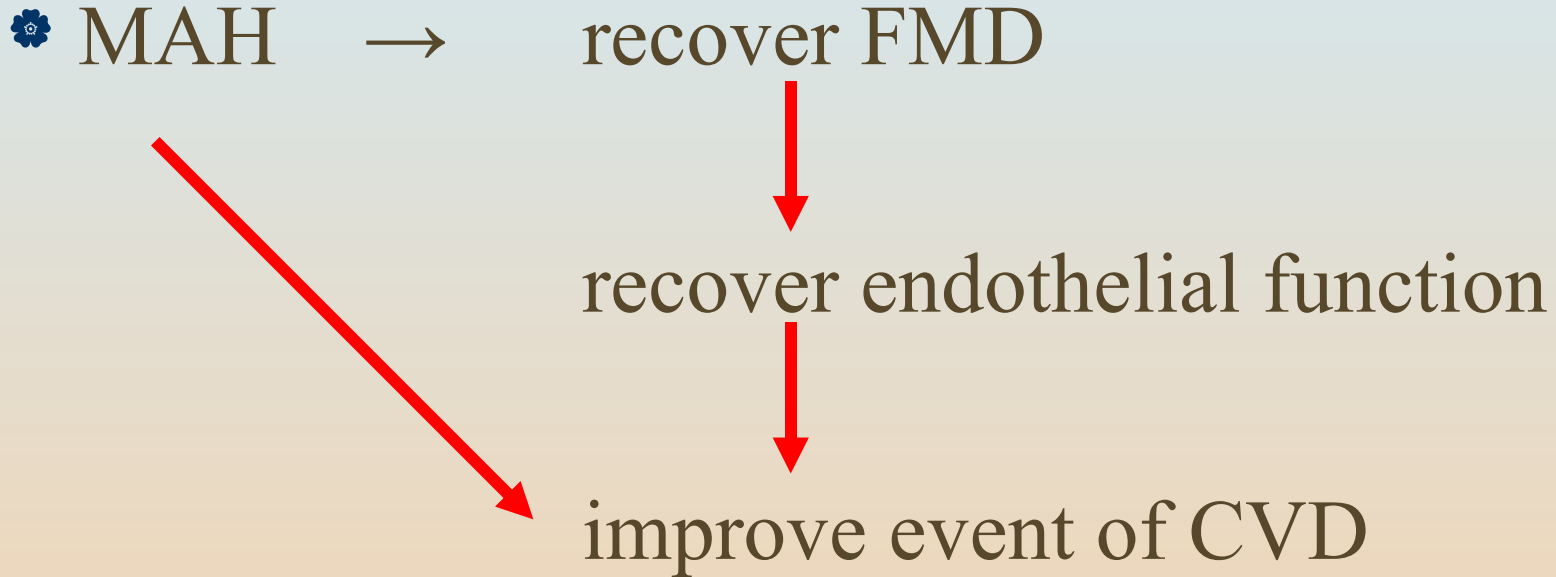 MAH → recover FMD
recover endothelial function
improve event of CVD